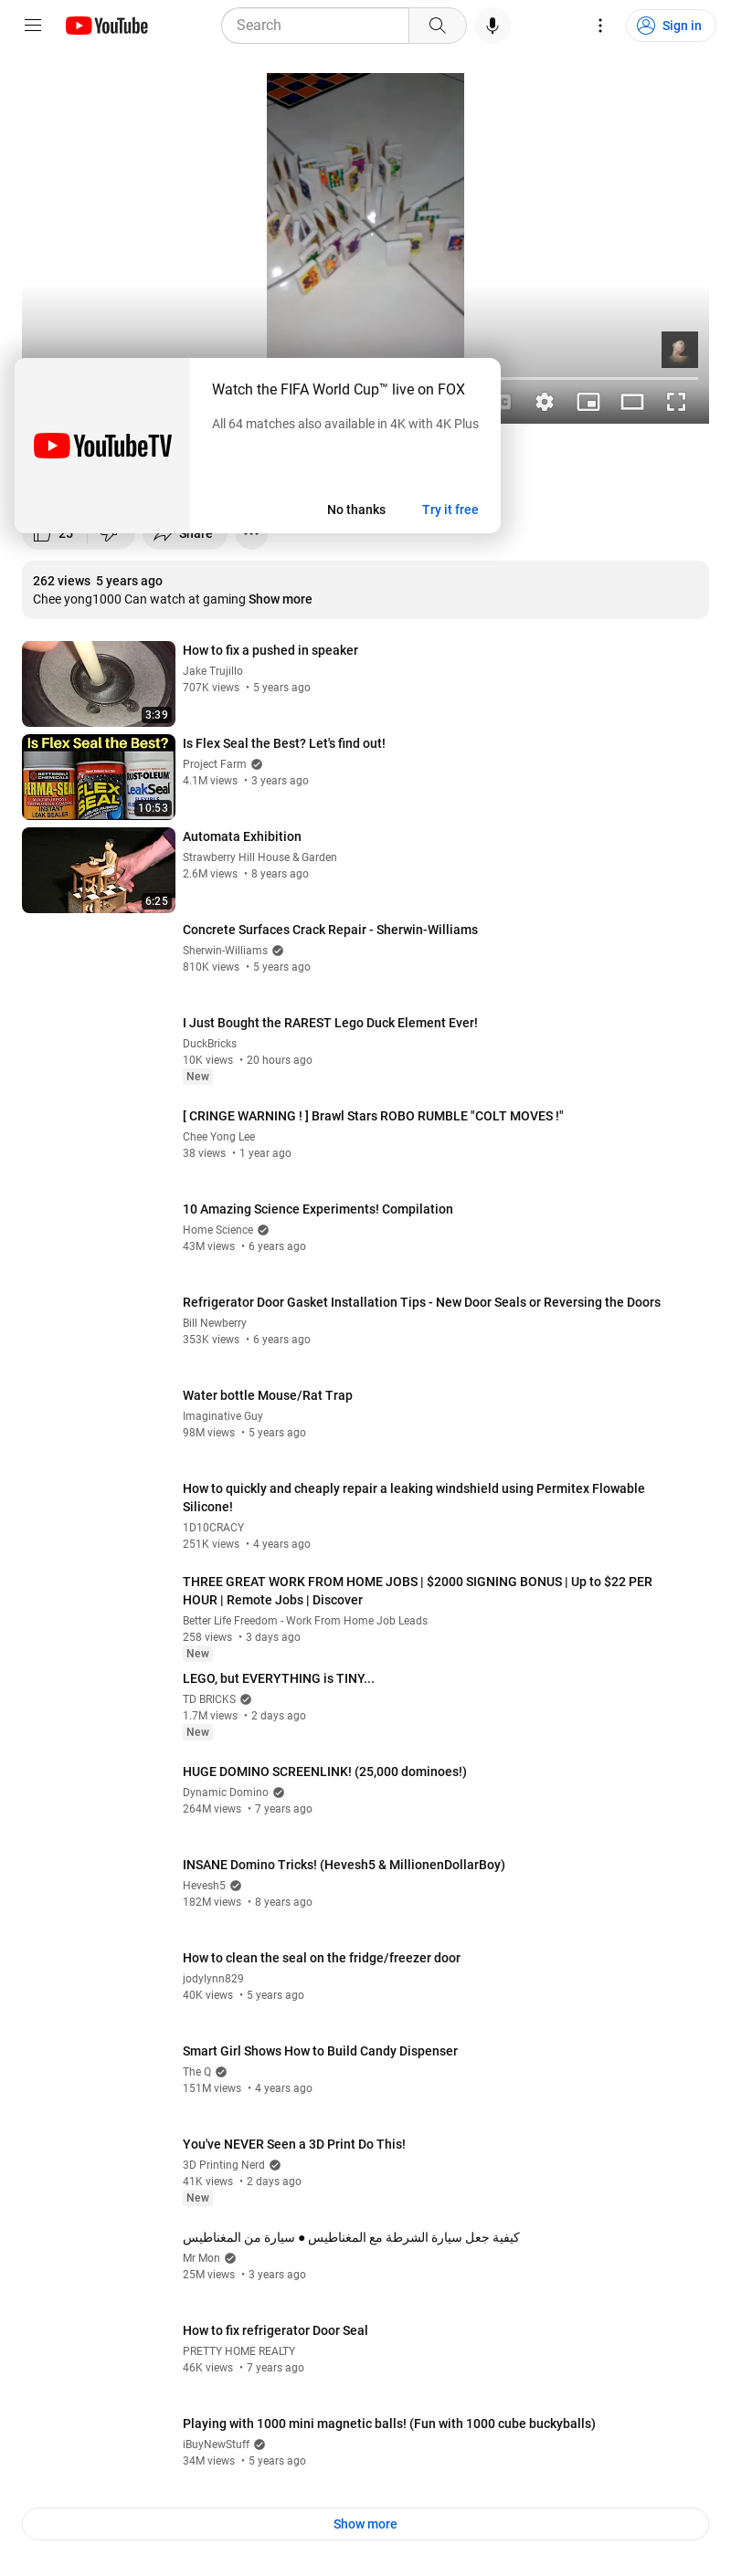 YouTube
Search
Sign in
Watch the FIFA World Cup™ live on FOX
All 64 matches also available in 4K with 4K Plus
YouTubeTV
No thanks
Try it free
25
Share
262 views 5 years ago
Chee yong1000 Can watch at gaming Show more
How to fix a pushed in speaker
Jake Trujillo
707K views • 5 years ago
3:39
Is Flex Seal the Best?
Is Flex Seal the Best? Let's find out!
Project Farm
4.1M views • 3 years ago
PERMA-SEAL
FLEX SEAL
RUST-OLEUM
LeakSeal
10:53
Automata Exhibition
Strawberry Hill House & Garden
2.6M views • 8 years ago
6:25
Concrete Surfaces Crack Repair - Sherwin-Williams
Sherwin-Williams
810K views • 5 years ago
I Just Bought the RAREST Lego Duck Element Ever!
DuckBricks
10K views • 20 hours ago
New
[ CRINGE WARNING ! ] Brawl Stars ROBO RUMBLE "COLT MOVES !"
Chee Yong Lee
38 views • 1 year ago
10 Amazing Science Experiments! Compilation
Home Science
43M views • 6 years ago
Refrigerator Door Gasket Installation Tips - New Door Seals or Reversing the Doors
Bill Newberry
353K views • 6 years ago
Water bottle Mouse/Rat Trap
Imaginative Guy
98M views • 5 years ago
How to quickly and cheaply repair a leaking windshield using Permitex Flowable
Silicone!
1D10CRACY
251K views • 4 years ago
THREE GREAT WORK FROM HOME JOBS | $2000 SIGNING BONUS | Up to $22 PER
HOUR | Remote Jobs | Discover
Better Life Freedom - Work From Home Job Leads
258 views • 3 days ago
New
LEGO, but EVERYTHING is TINY...
TD BRICKS
1.7M views • 2 days ago
New
HUGE DOMINO SCREENLINK! (25,000 dominoes!)
Dynamic Domino
264M views • 7 years ago
INSANE Domino Tricks! (Hevesh5 & MillionenDollarBoy)
Hevesh5
182M views • 8 years ago
How to clean the seal on the fridge/freezer door
jodylynn829
40K views • 5 years ago
Smart Girl Shows How to Build Candy Dispenser
The Q
151M views • 4 years ago
You've NEVER Seen a 3D Print Do This!
3D Printing Nerd
41K views • 2 days ago
New
كيفية جعل سيارة الشرطة مع المغناطيس ● سيارة من المغناطيس
Mr Mon
25M views • 3 years ago
How to fix refrigerator Door Seal
PRETTY HOME REALTY
46K views • 7 years ago
Playing with 1000 mini magnetic balls! (Fun with 1000 cube buckyballs)
iBuyNewStuff
34M views • 5 years ago
Show more